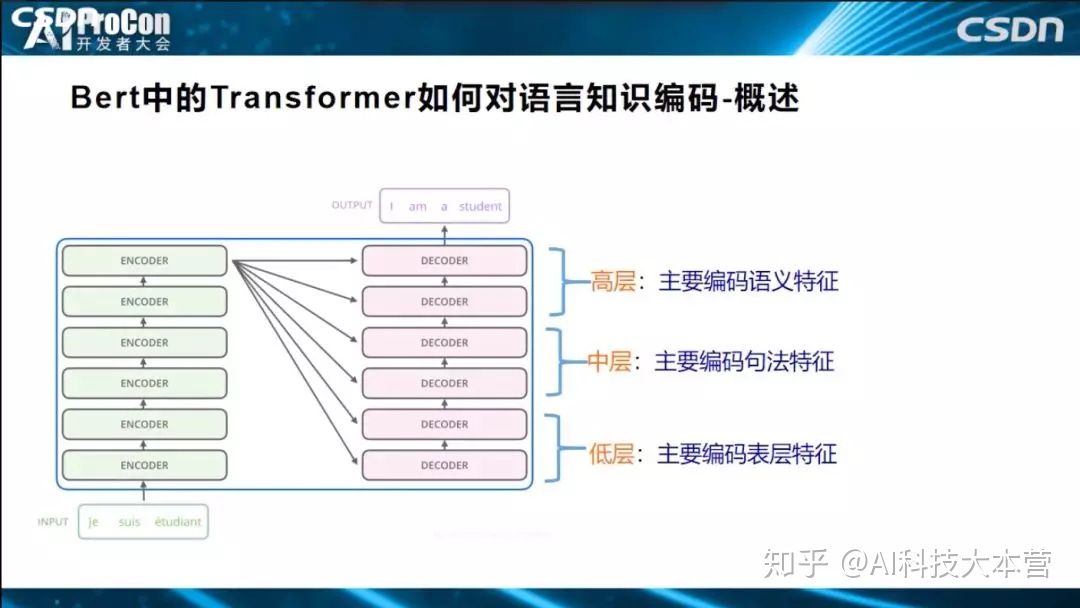 CSDN
AI ProCon
开发者大会
CSDN
Bert中的Transformer如何对语言知识编码-概述
OUTPUT I am a student
ENCODER DECODER
高层：主要编码语义特征
ENCODER DECODER
ENCODER DECODER
中层：主要编码句法特征
ENCODER DECODER
ENCODER DECODER
低层：主要编码表层特征
ENCODER DECODER
INPUT je suis étudiant
知乎 @AI科技大本营